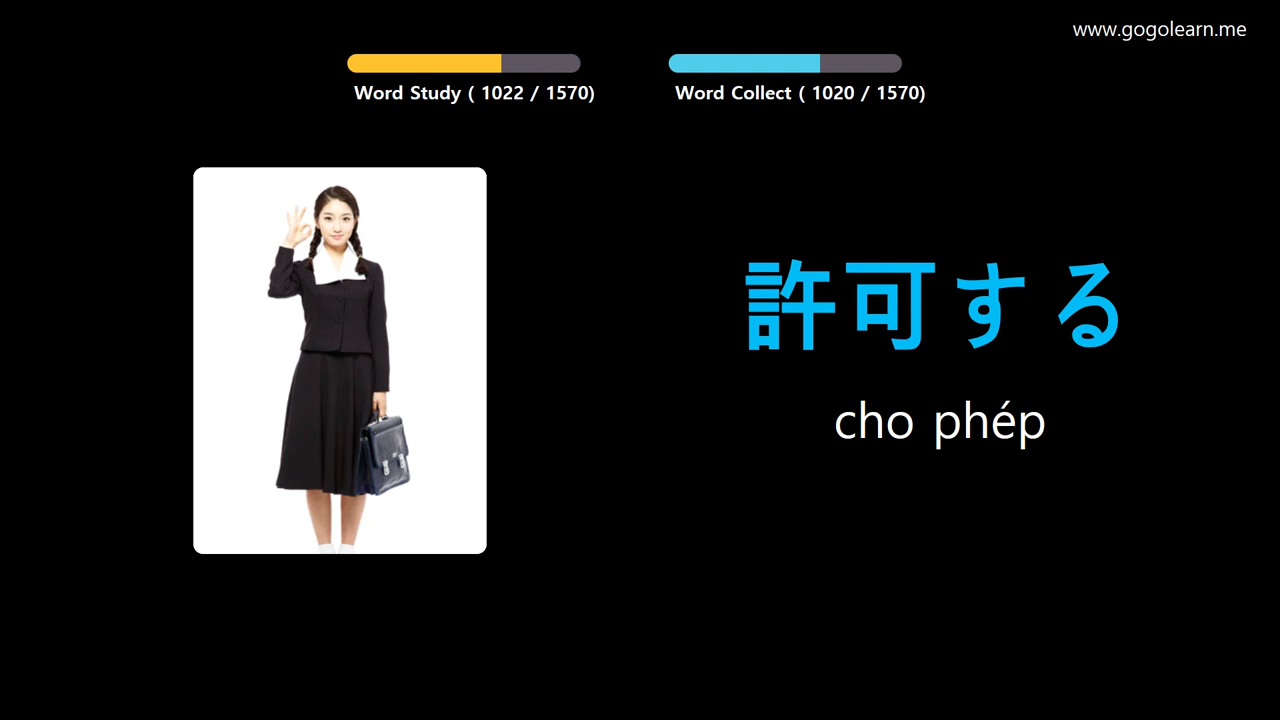 www.gogolearn.me
Word Study ( 1022 / 1570)
Word Collect ( 1020 / 1570)
許可する
cho phép